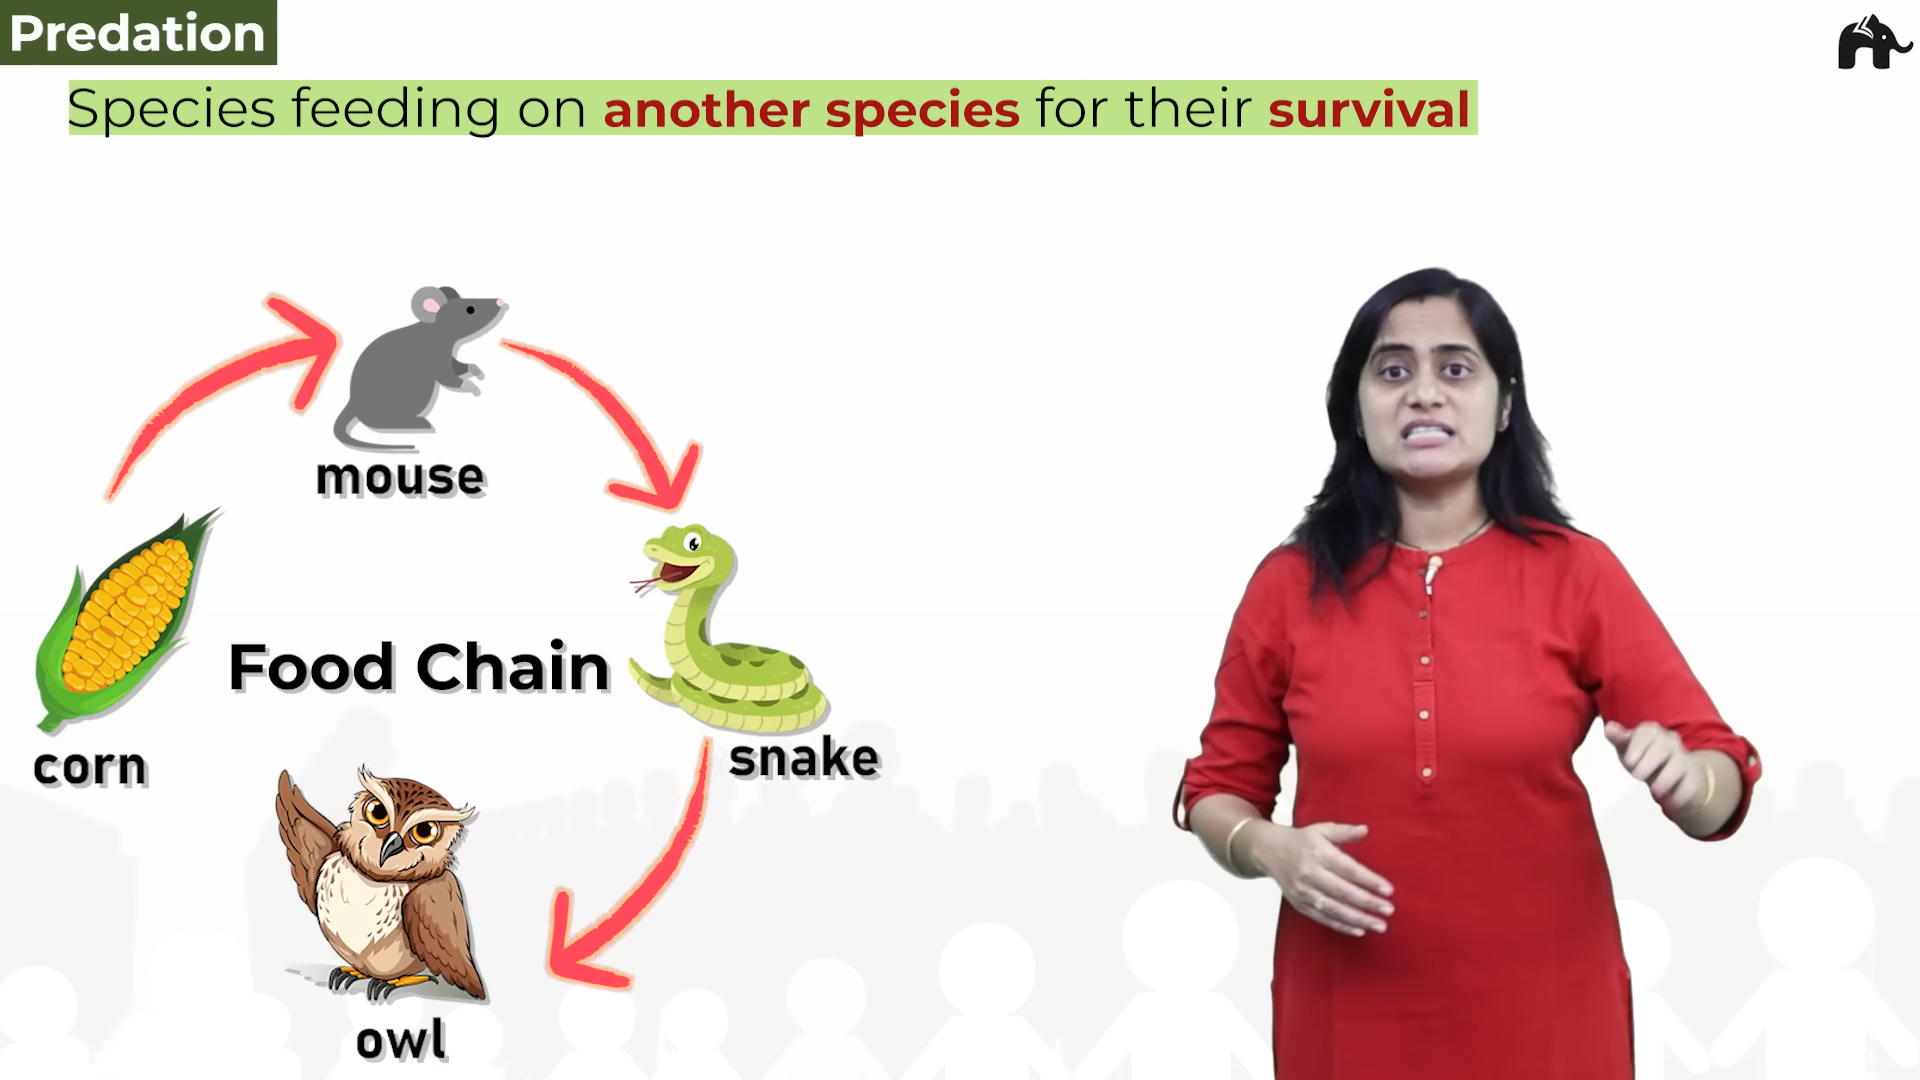 Predation
Species feeding on another species for their survival
mouse
Food Chain
corn
snake
owl